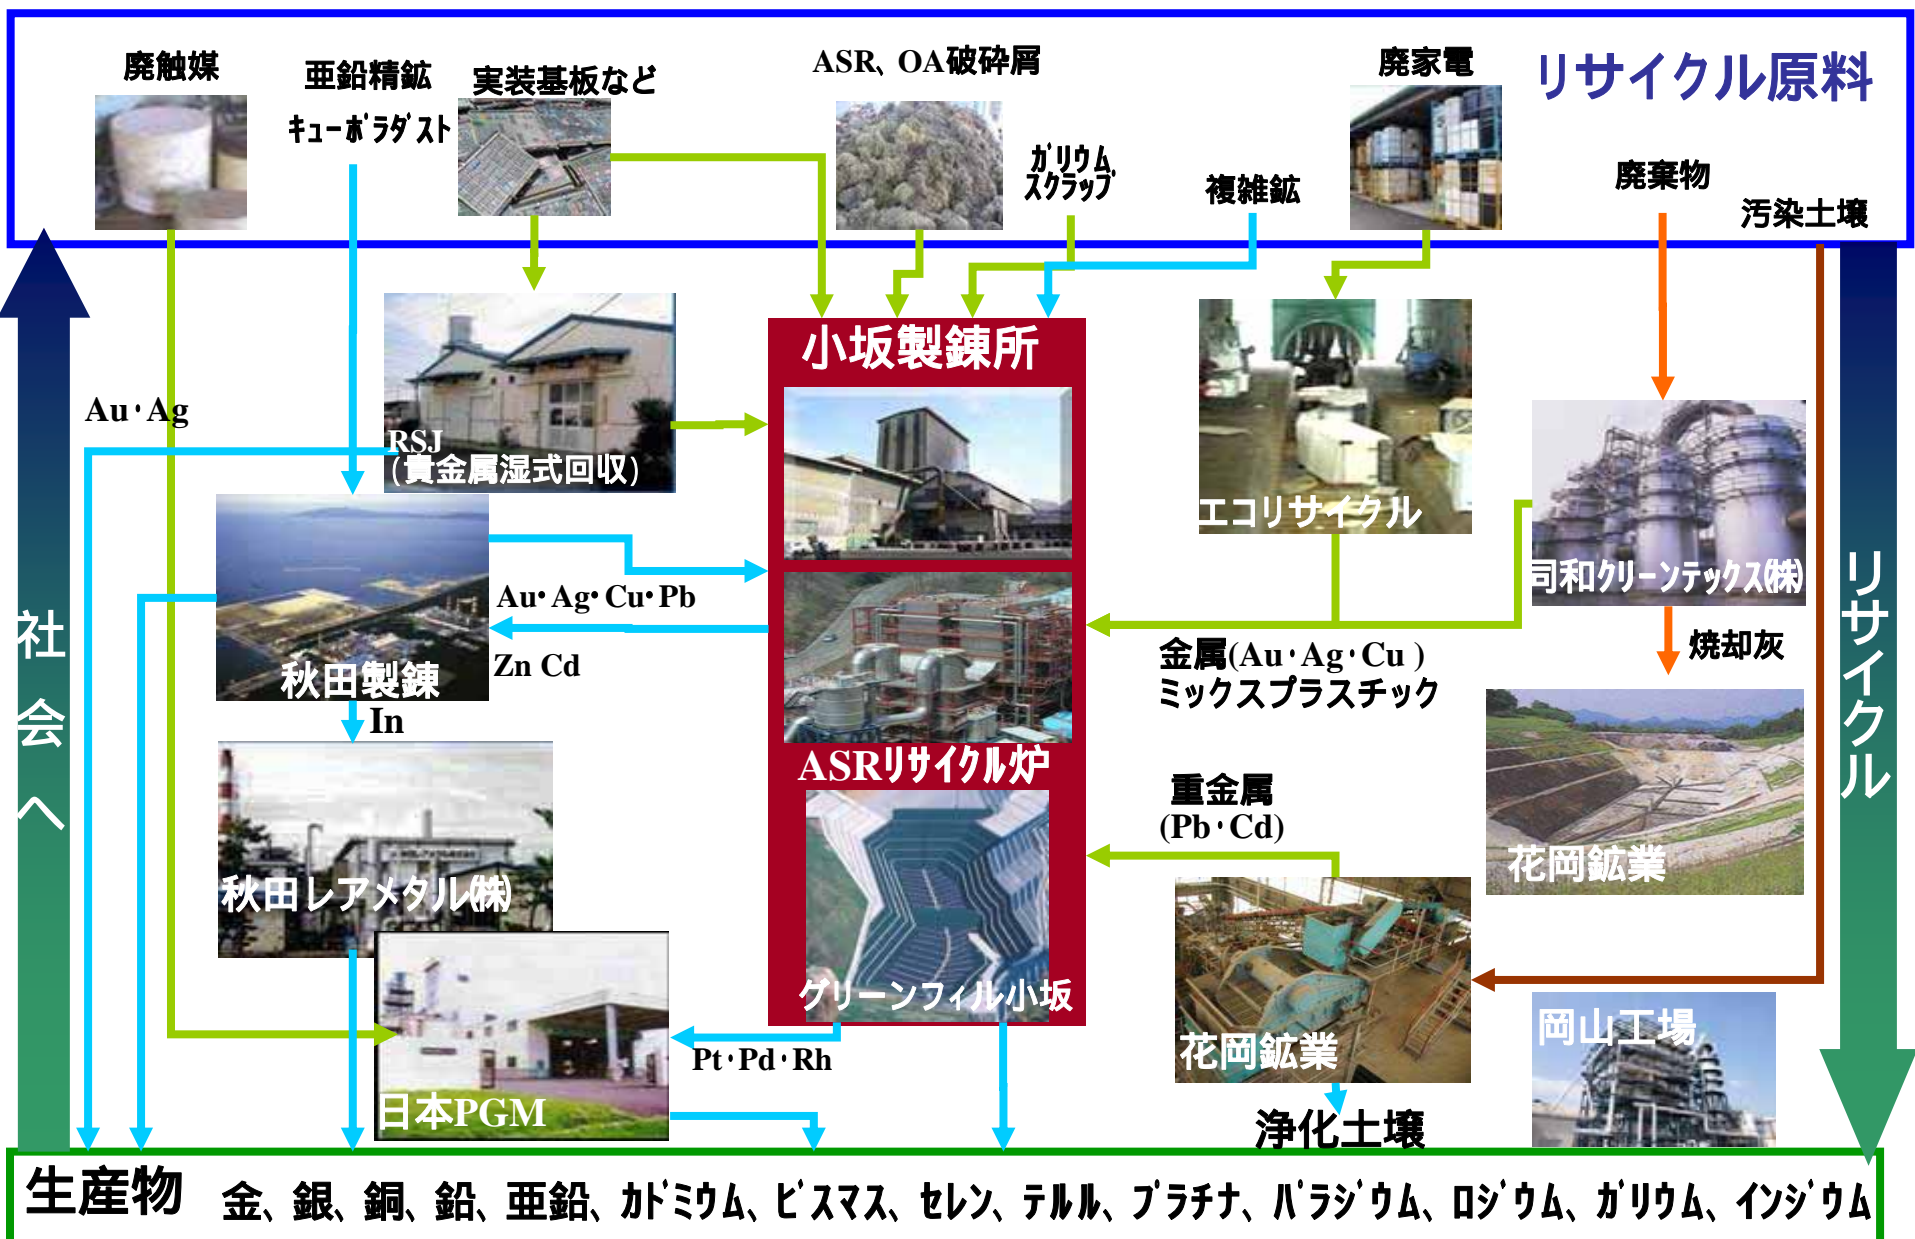 リサイクル原料
廃触媒
亜鉛精鉱
キューポラダスト
実装基板など
ASR、OA破砕屑
ガリウム
スクラップ
複雑鉱
廃家電
廃棄物
汚染土壌
小坂製錬所
Au・Ag
RSJ
(貴金属湿式回収)
エコリサイクル
同和クリーンテックス㈱
Au・Ag・Cu・Pb
Zn Cd
秋田製錬
In
金属(Au・Ag・Cu )
ミックスプラスチック
焼却灰
花岡鉱業
ASRリサイクル炉
重金属
(Pb・Cd)
秋田レアメタル㈱
グリーンフィル小坂
Pt・Pd・Rh
日本PGM
花岡鉱業
浄化土壌
岡山工場
社会へ
リサイクル
生産物 金、銀、銅、鉛、亜鉛、カドミウム、ビスマス、セレン、テルル、プラチナ、パラジウム、ロジウム、ガリウム、インジウム